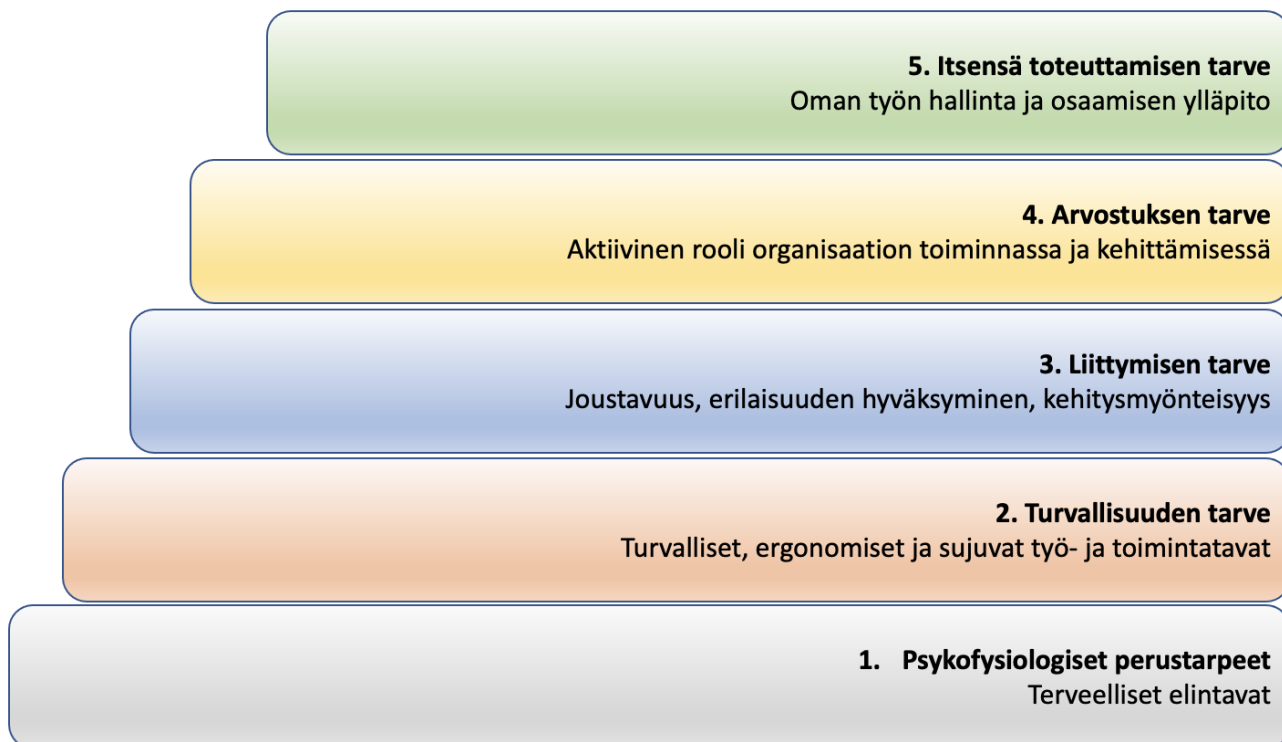 5. Itsensä toteuttamisen tarve
Oman työn hallinta ja osaamisen ylläpito
4. Arvostuksen tarve
Aktiivinen rooli organisaation toiminnassa ja kehittämisessä
3. Liittymisen tarve
Joustavuus, erilaisuuden hyväksyminen, kehitysmyönteisyys
2. Turvallisuuden tarve
Turvalliset, ergonomiset ja sujuvat työ- ja toimintatavat
1. Psykofysiologiset perustarpeet
Terveelliset elintavat